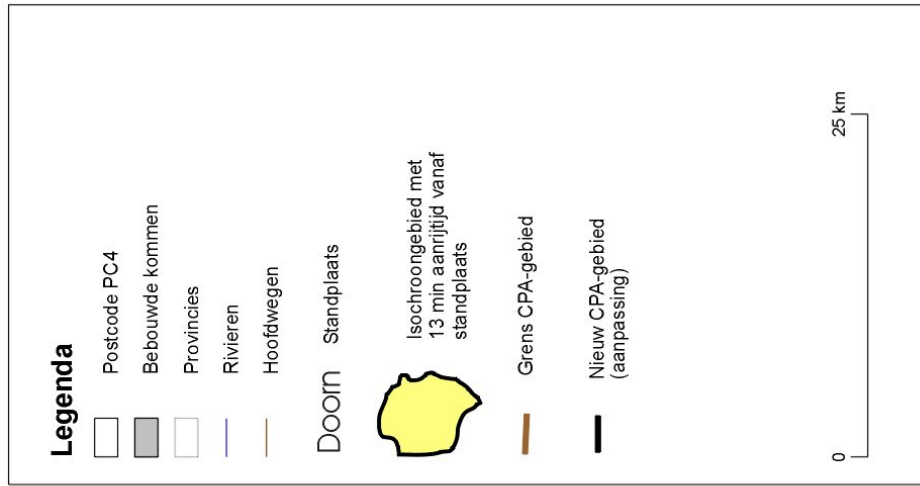 Legenda
Postcode PC4
Bebouwde kommen
Provincies
Rivieren
Hoofdwegen
Doorn Standplaats
Isochroongebied met
13 min aanrijtijd vanaf
standplaats
Grens CPA-gebied
Nieuw CPA-gebied
(aanpassing)
0 25 km